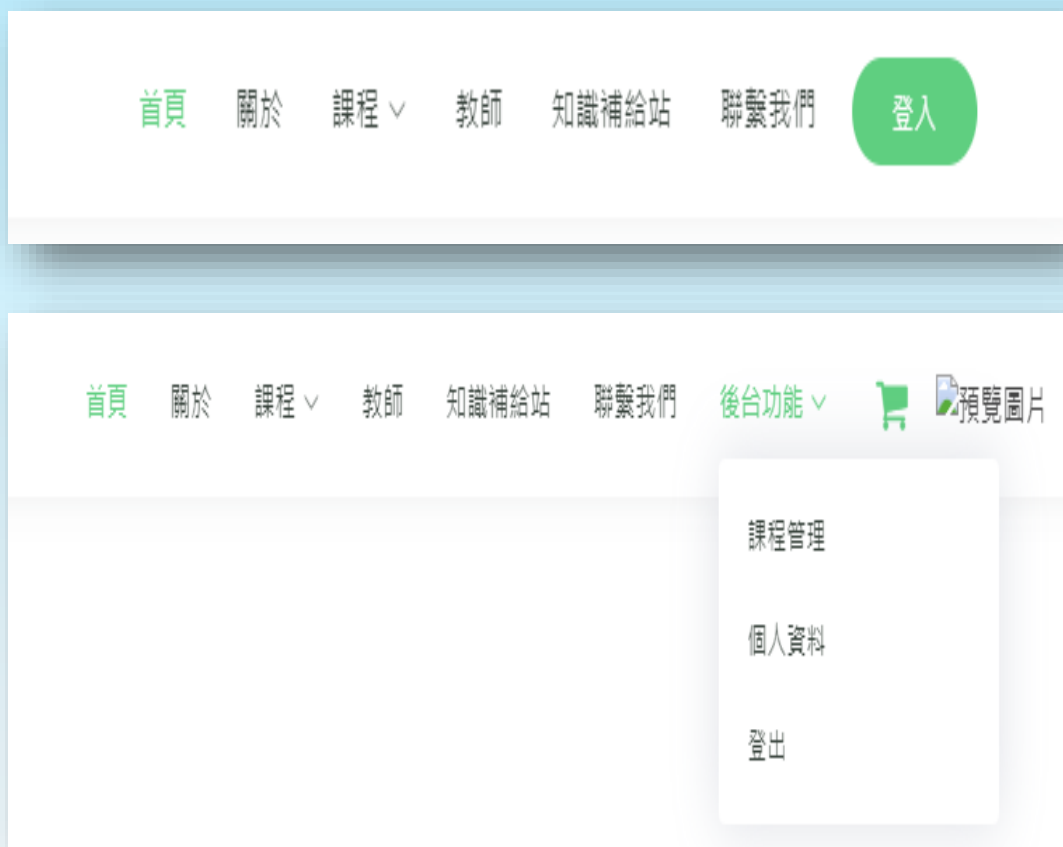 首頁 關於 課程 教師 知識補給站 聯繫我們 登入
首頁 關於 課程 教師 知識補給站 聯繫我們 後台功能 預覽圖片
課程管理
個人資料
登出